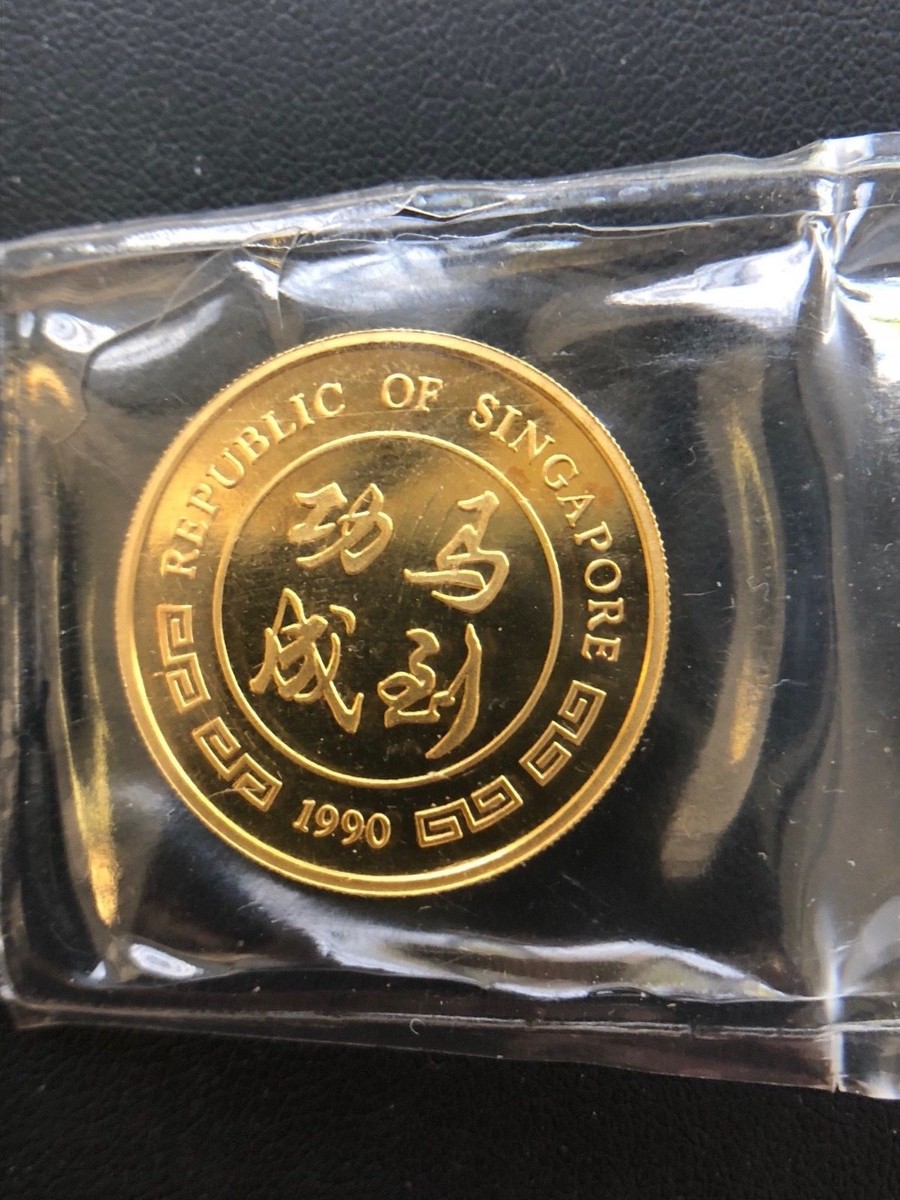 REPUBLIC OF SINGAPORE
马到
功成
1990